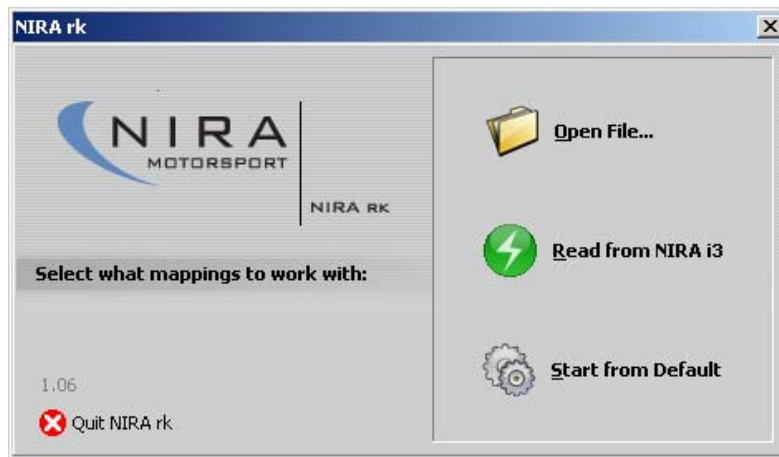 NIRA rk
NIRA
MOTORSPORT
NIRA RK
Select what mappings to work with:
1.06
Quit NIRA rk
Open File...
Read from NIRA i3
Start from Default